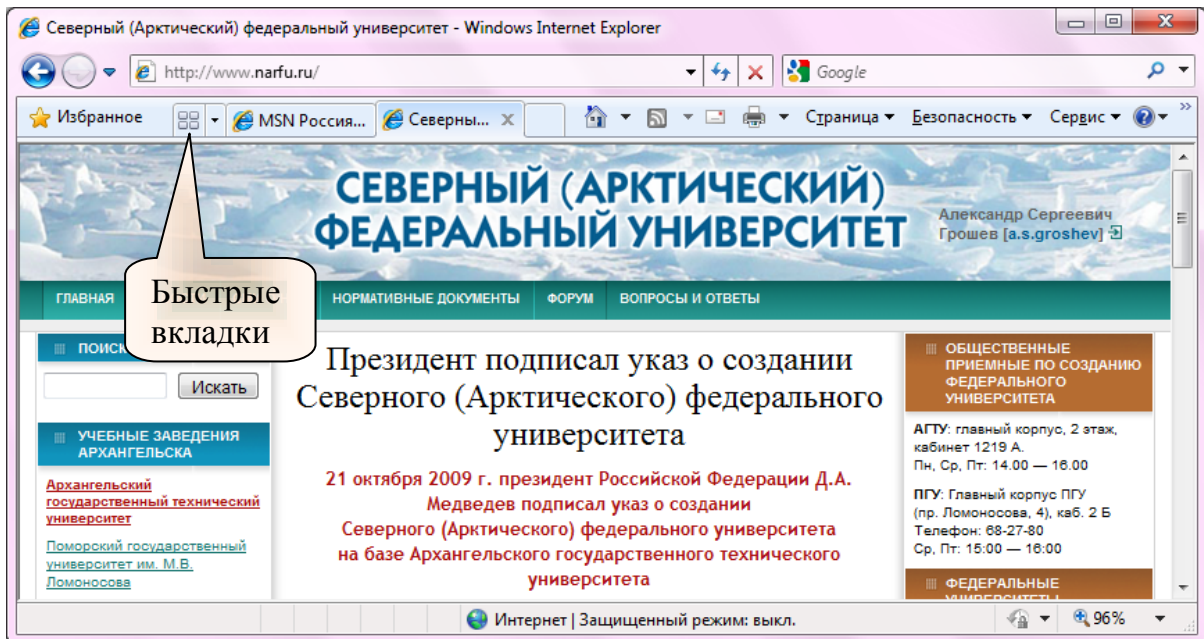 Северный (Арктический) федеральный университет - Windows Internet Explorer
http://www.narfu.ru/
Google
Избранное
MSN Россия...
Северны...
Страница
Безопасность
Сервис
СЕВЕРНЫЙ (АРКТИЧЕСКИЙ)
ФЕДЕРАЛЬНЫЙ УНИВЕРСИТЕТ
Александр Сергеевич
Грошев [a.s.groshev]
Быстрые
вкладки
ГЛАВНАЯ
НОРМАТИВНЫЕ ДОКУМЕНТЫ
ФОРУМ
ВОПРОСЫ И ОТВЕТЫ
ПОИСК
Искать
УЧЕБНЫЕ ЗАВЕДЕНИЯ
АРХАНГЕЛЬСКА
Архангельский
государственный технический
университет
Поморский государственный
университет им. М.В.
Ломоносова
Президент подписал указ о создании
Северного (Арктического) федерального
университета
21 октября 2009 г. президент Российской Федерации Д.А.
Медведев подписал указ о создании
Северного (Арктического) федерального университета
на базе Архангельского государственного технического
университета
ОБЩЕСТВЕННЫЕ
ПРИЕМНЫЕ ПО СОЗДАНИЮ
ФЕДЕРАЛЬНОГО
УНИВЕРСИТЕТА
АГТУ: главный корпус, 2 этаж,
кабинет 1219 А.
Пн, Ср, Пт: 14.00 — 16.00
ПГУ: Главный корпус ПГУ
(пр. Ломоносова, 4), каб. 2 Б
Телефон: 68-27-80
Ср, Пт: 15:00 — 16:00
ФЕДЕРАЛЬНЫЕ
УНИВЕРСИТЕТЫ
Интернет | Защищенный режим: выкл.
96%